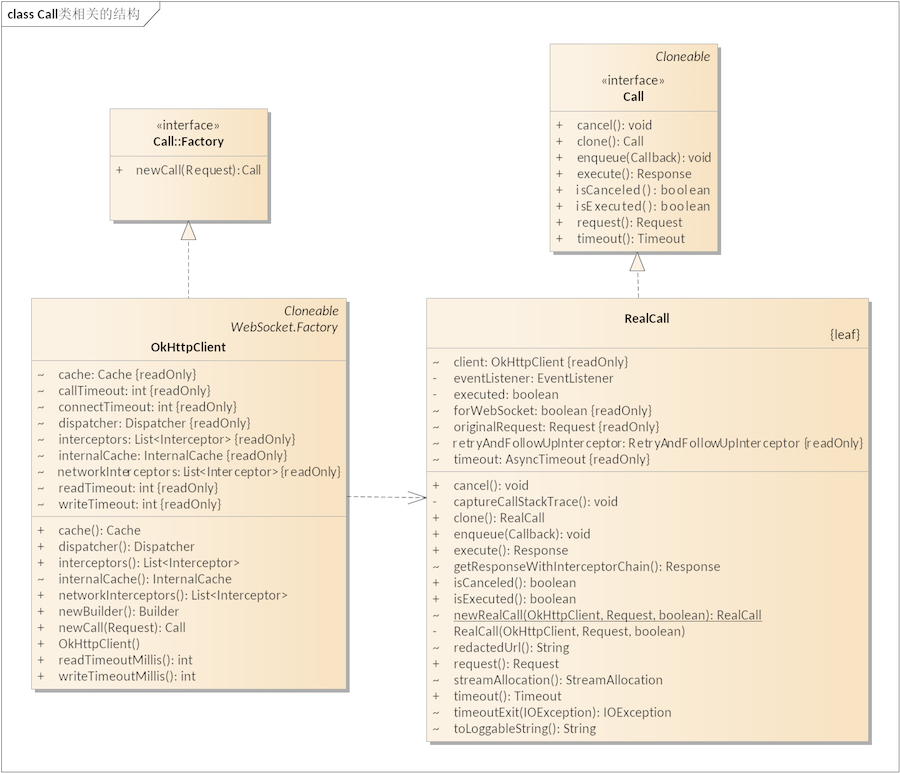 class Call类相关的结构
Cloneable
«interface»
Call
+ cancel(): void
+ clone(): Call
+ enqueue(Callback): void
+ execute(): Response
+ isCanceled(): boolean
+ isExecuted(): boolean
+ request(): Request
+ timeout(): Timeout
«interface»
Call::Factory
+ newCall(Request): Call
Cloneable
WebSocket.Factory
OkHttpClient
~ cache: Cache {readOnly}
~ callTimeout: int {readOnly}
~ connectTimeout: int {readOnly}
~ dispatcher: Dispatcher {readOnly}
~ interceptors: List<Interceptor> {readOnly}
~ internalCache: InternalCache {readOnly}
~ networkInterceptors: List<Interceptor> {readOnly}
~ readTimeout: int {readOnly}
~ writeTimeout: int {readOnly}
+ cache(): Cache
+ dispatcher(): Dispatcher
+ interceptors(): List<Interceptor>
~ internalCache(): InternalCache
+ networkInterceptors(): List<Interceptor>
+ newBuilder(): Builder
+ newCall(Request): Call
+ OkHttpClient()
+ readTimeoutMillis(): int
+ writeTimeoutMillis(): int
RealCall
{leaf}
~ client: OkHttpClient {readOnly}
- eventListener: EventListener
- executed: boolean
~ forWebSocket: boolean {readOnly}
~ originalRequest: Request {readOnly}
~ retryAndFollowUpInterceptor: RetryAndFollowUpInterceptor {readOnly}
~ timeout: AsyncTimeout {readOnly}
+ cancel(): void
- captureCallStackTrace(): void
+ clone(): RealCall
+ enqueue(Callback): void
+ execute(): Response
~ getResponseWithInterceptorChain(): Response
+ isCanceled(): boolean
+ isExecuted(): boolean
~ newRealCall(OkHttpClient, Request, boolean): RealCall
- RealCall(OkHttpClient, Request, boolean)
~ redactedUrl(): String
+ request(): Request
~ streamAllocation(): StreamAllocation
+ timeout(): Timeout
~ timeoutExit(IOException): IOException
~ toLoggableString(): String